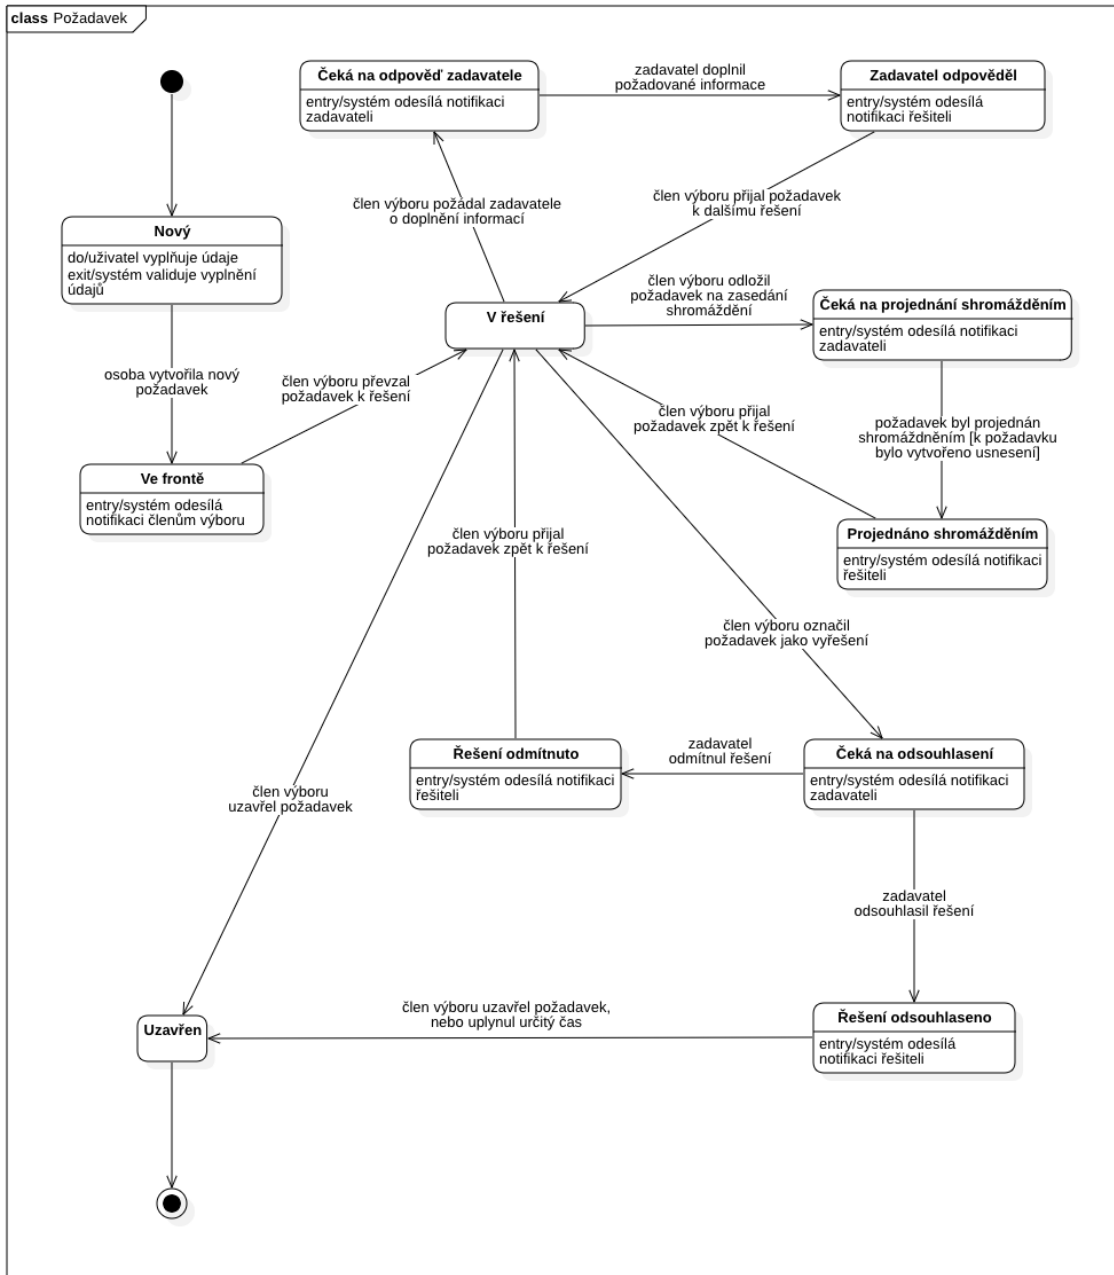 class Požadavek
Čeká na odpověď zadavatele
entry/systém odesílá notifikaci
zadavateli
zadavatel doplnil
požadované informace
Zadavatel odpověděl
entry/systém odesílá
notifikaci řešiteli
člen výboru požádal zadavatele
o doplnění informací
člen výboru přijal požadavek
k dalšímu řešení
Nový
do/uživatel vyplňuje údaje
exit/systém validuje vyplnění
údajů
V řešení
člen výboru odložil
požadavek na zasedání
shromáždění
Čeká na projednání shromážděním
entry/systém odesílá notifikaci
zadavateli
osoba vytvořila nový
požadavek
člen výboru převzal
požadavek k řešení
člen výboru přijal
požadavek zpět k řešení
požadavek byl projednán
shromážděním [k požadavku
bylo vytvořeno usnesení]
Ve frontě
entry/systém odesílá
notifikaci členům výboru
člen výboru přijal
požadavek zpět k řešení
Projednáno shromážděním
entry/systém odesílá notifikaci
řešiteli
člen výboru označil
požadavek jako vyřešení
Řešení odmítnuto
entry/systém odesílá notifikaci
řešiteli
zadavatel
odmítnul řešení
Čeká na odsouhlasení
entry/systém odesílá notifikaci
zadavateli
člen výboru
uzavřel požadavek
zadavatel
odsouhlasil řešení
Uzavřen
člen výboru uzavřel požadavek,
nebo uplynul určitý čas
Řešení odsouhlaseno
entry/systém odesílá
notifikaci řešiteli